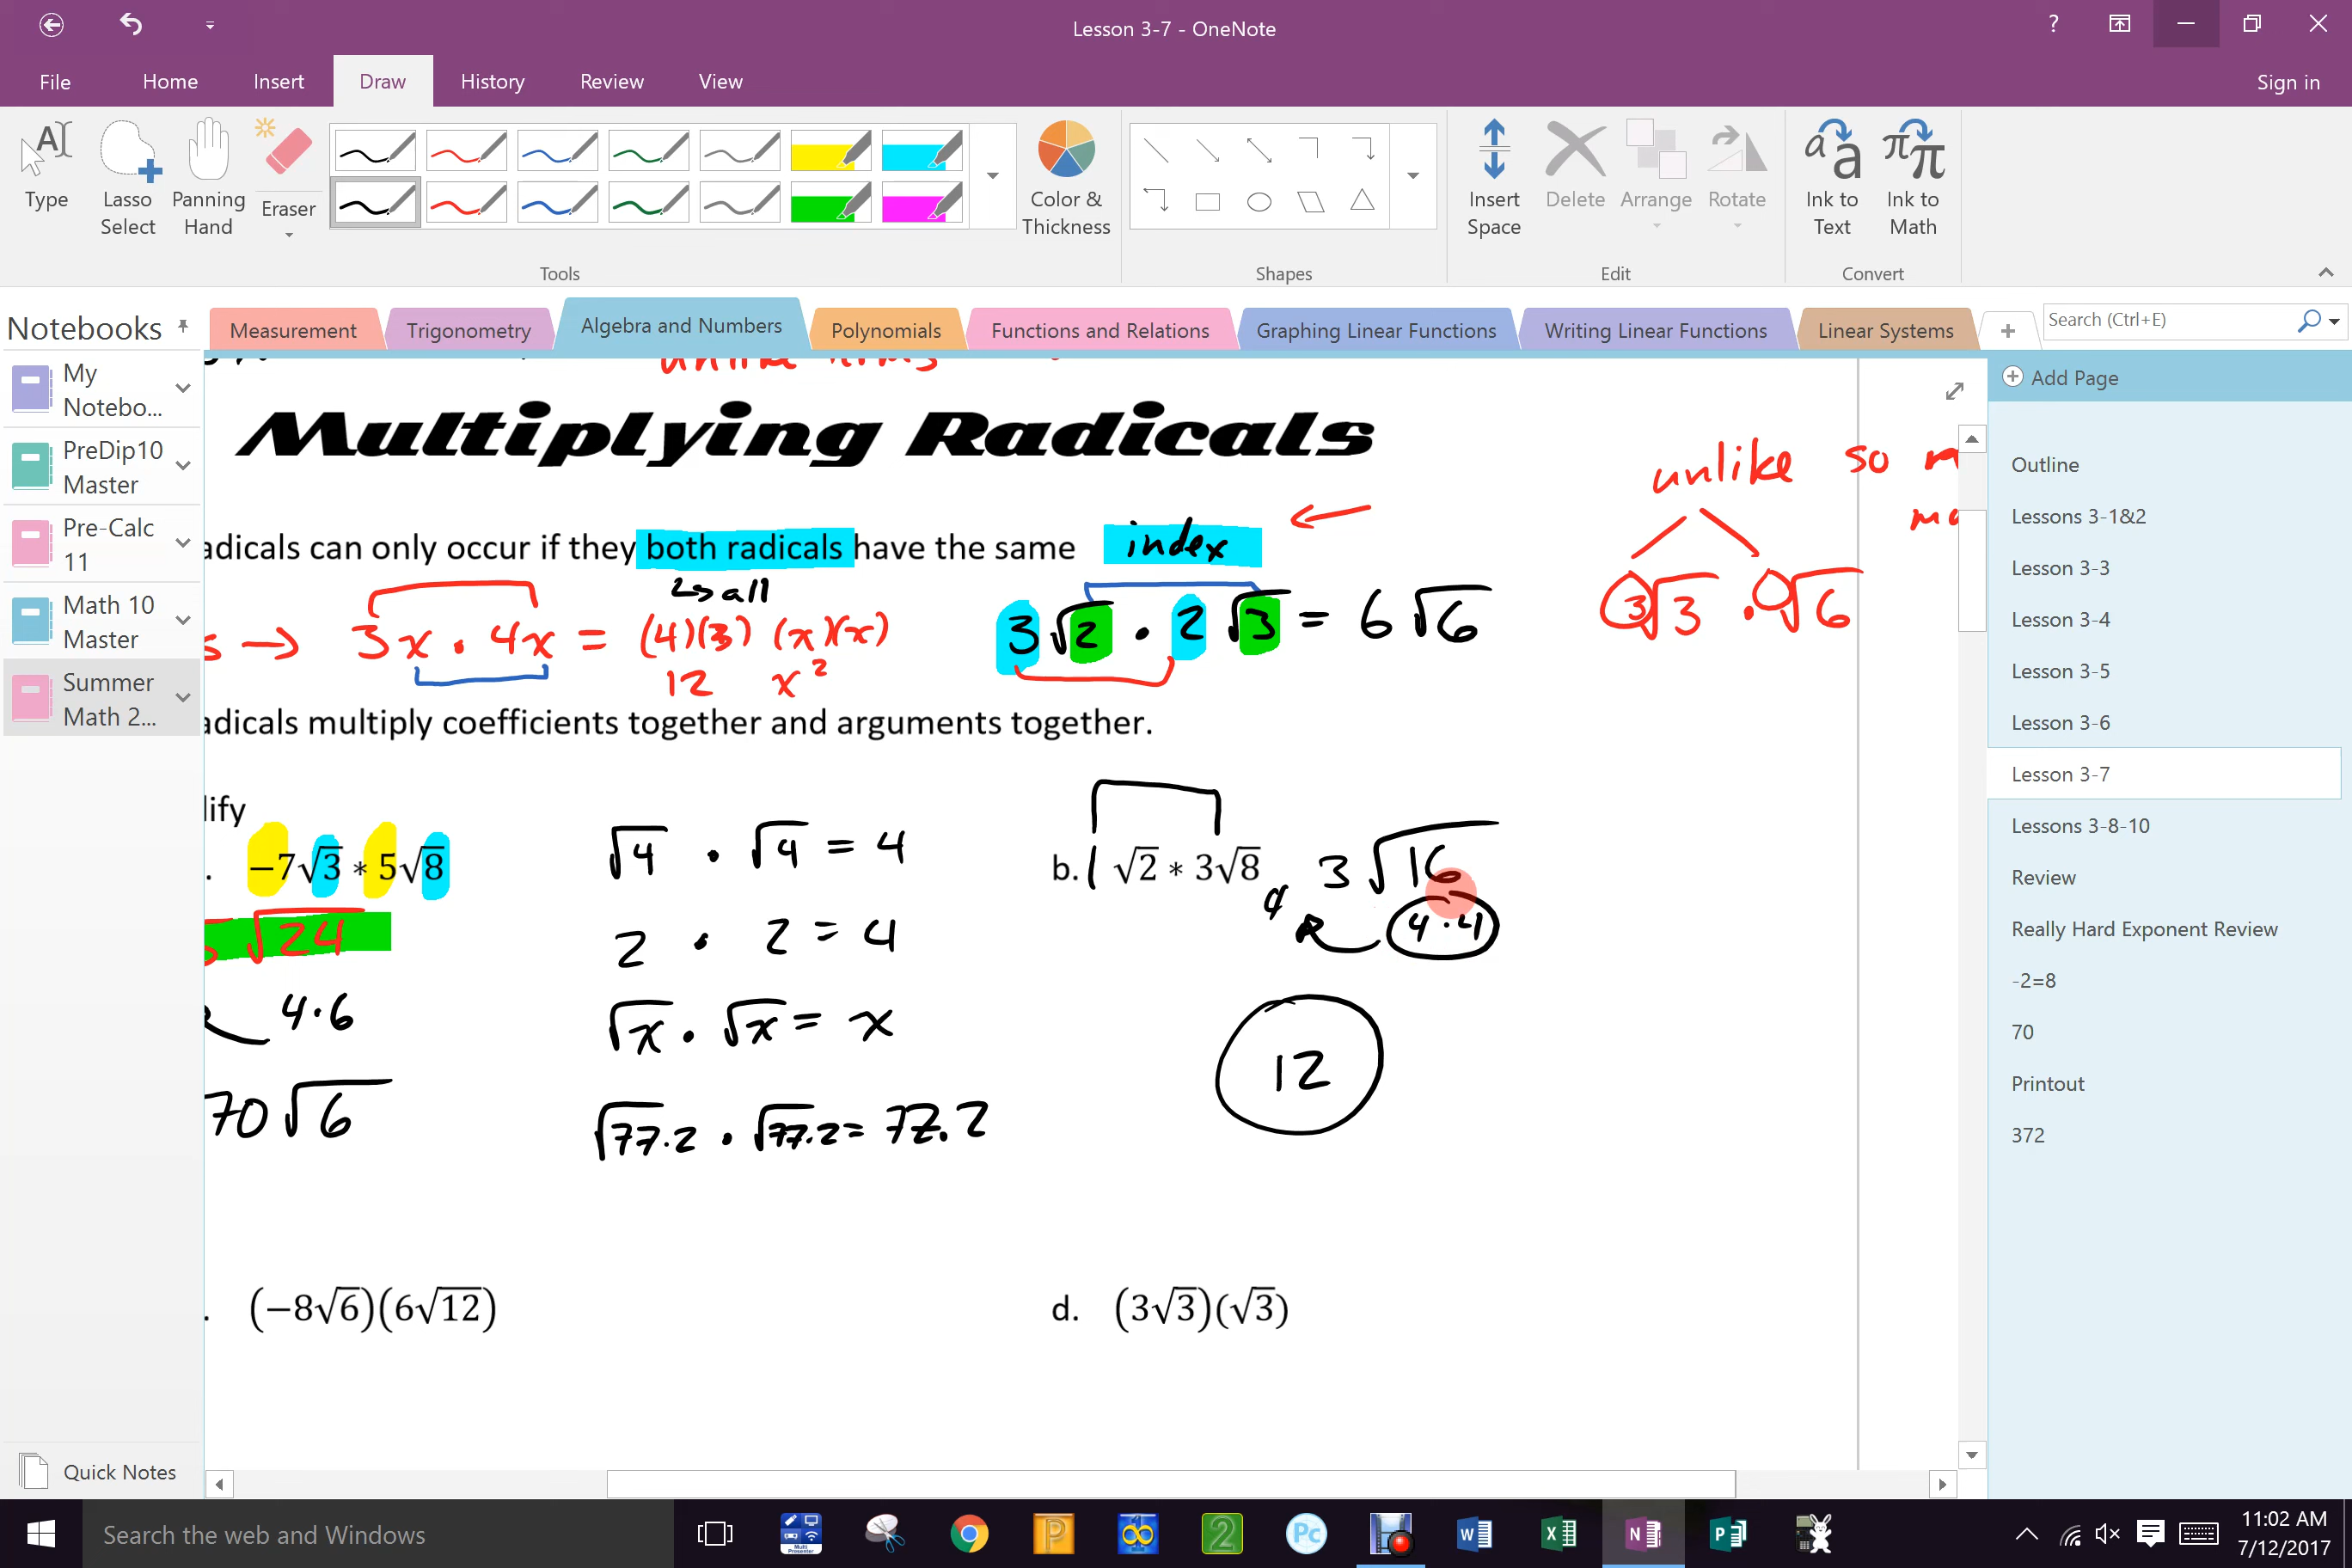 Lesson 3-7 - OneNote
File Home Insert Draw History Review View Sign in
Type Lasso Select Panning Hand Eraser Color & Thickness Insert Space Delete Arrange Rotate Ink to Text Ink to Math
Tools Shapes Edit Convert
Notebooks Measurement Trigonometry Algebra and Numbers Polynomials Functions and Relations Graphing Linear Functions Writing Linear Functions Linear Systems + Search (Ctrl+E)
My Notebo...
PreDip10 Master
Pre-Calc 11
Math 10 Master
Summer Math 2...
Quick Notes
unlike
Multiplying Radicals
unlike so
adicals can only occur if they both radicals have the same index
↳ all
3x · 4x = (4)(3) (x)(x)
12 x²
3√2 · 2√3 = 6√6
3√3 · √6
adicals multiply coefficients together and arguments together.
lify
. −7√3 ∗ 5√8
√24
4·6
70√6
√4 · √4 = 4
2 · 2 = 4
√x · √x = x
√77.2 · √77.2 = 77.2
b. 1 √2 ∗ 3√8
3√16
4 4·4
12
. (−8√6)(6√12)
d. (3√3)(√3)
Add Page
Outline
Lessons 3-1&2
Lesson 3-3
Lesson 3-4
Lesson 3-5
Lesson 3-6
Lesson 3-7
Lessons 3-8-10
Review
Really Hard Exponent Review
-2=8
70
Printout
372
Search the web and Windows
11:02 AM
7/12/2017